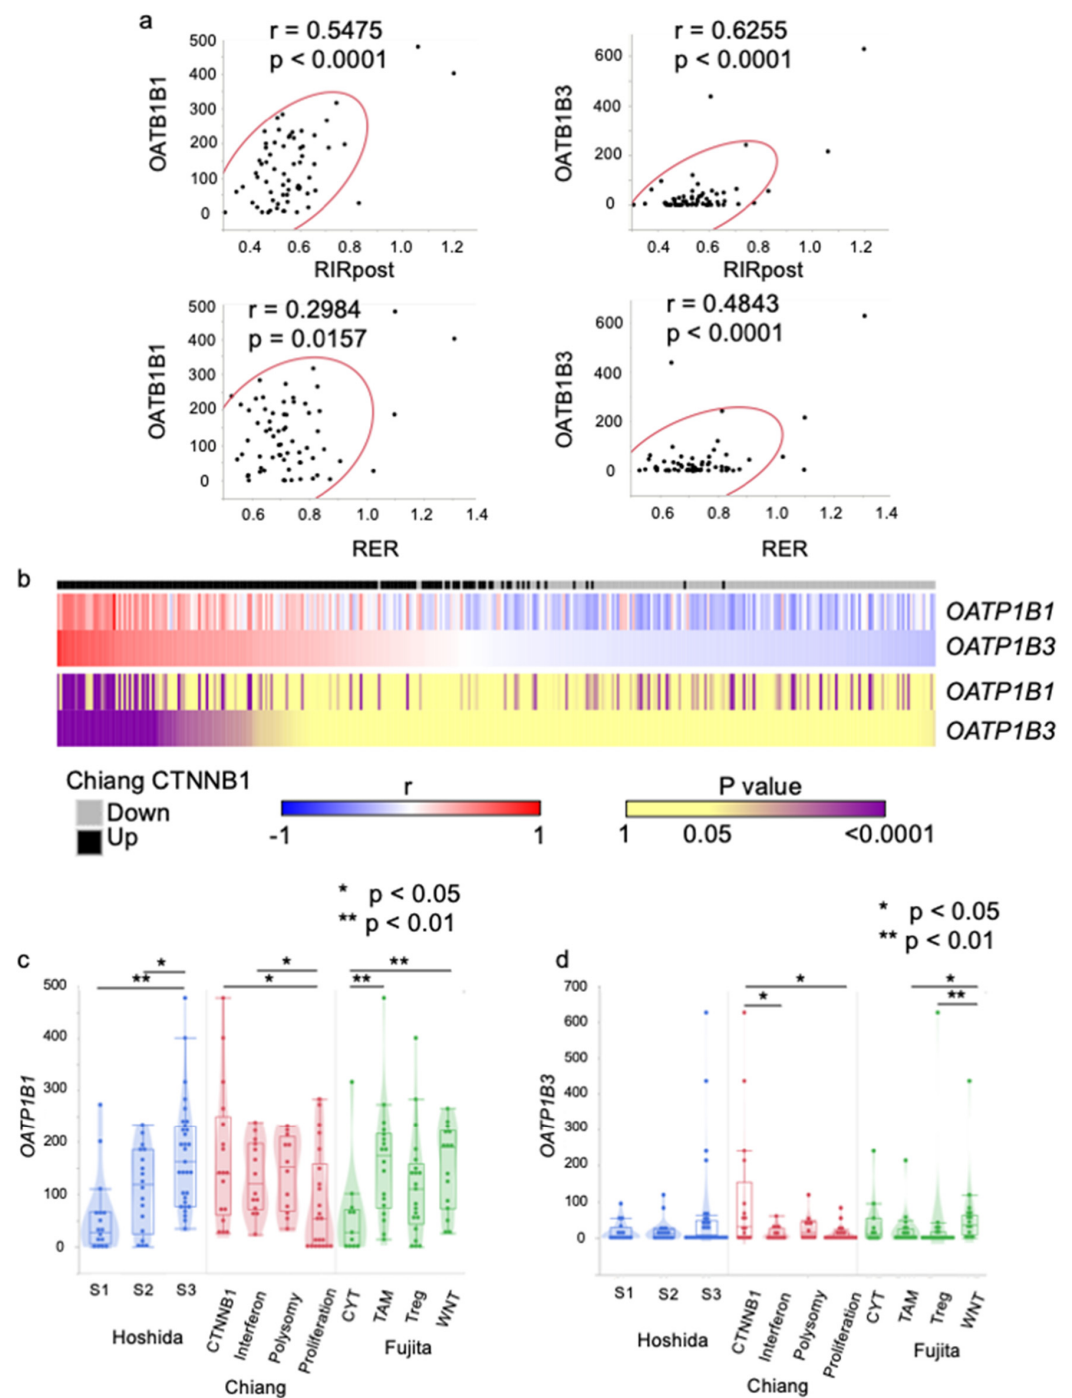 a
r = 0.5475
p < 0.0001
OATB1B1
500
400
300
200
100
0
0.4 0.6 0.8 1.0 1.2
RIRpost
r = 0.6255
p < 0.0001
OATB1B3
600
400
200
0
0.4 0.6 0.8 1.0 1.2
RIRpost
r = 0.2984
p = 0.0157
OATB1B1
500
400
300
200
100
0
0.6 0.8 1.0 1.2 1.4
RER
r = 0.4843
p < 0.0001
OATB1B3
600
400
200
0
0.6 0.8 1.0 1.2 1.4
RER
b
OATP1B1
OATP1B3
OATP1B1
OATP1B3
Chiang CTNNB1
Down
Up
r
-1 1
P value
1 0.05 <0.0001
* p < 0.05
** p < 0.01
c
* * **
** * **
OATP1B1
500
400
300
200
100
0
S1 S2 S3 CTNNB1 Interferon Polysomy Proliferation CYT TAM Treg WNT
Hoshida
Chiang
Fujita
* p < 0.05
** p < 0.01
d
* *
* **
OATP1B3
700
600
500
400
300
200
100
0
S1 S2 S3 CTNNB1 Interferon Polysomy Proliferation CYT TAM Treg WNT
Hoshida
Chiang
Fujita